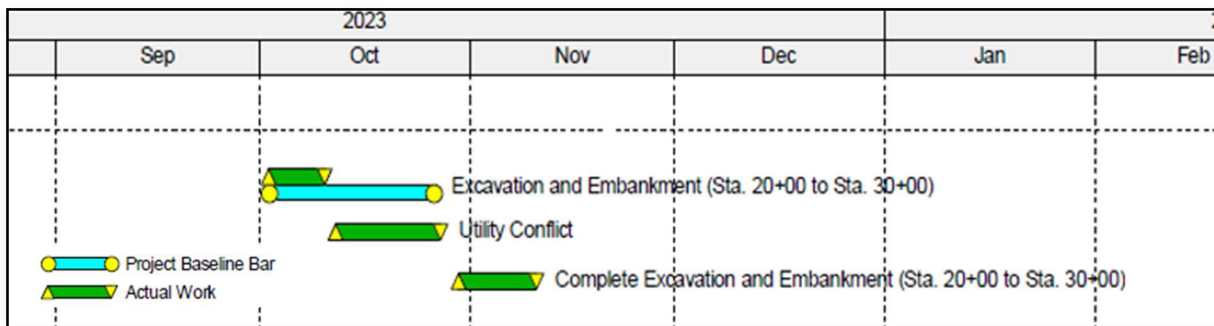 2023
2
Sep Oct Nov Dec Jan Feb
Excavation and Embankment (Sta. 20+00 to Sta. 30+00)
Utility Conflict
Project Baseline Bar
Complete Excavation and Embankment (Sta. 20+00 to Sta. 30+00)
Actual Work